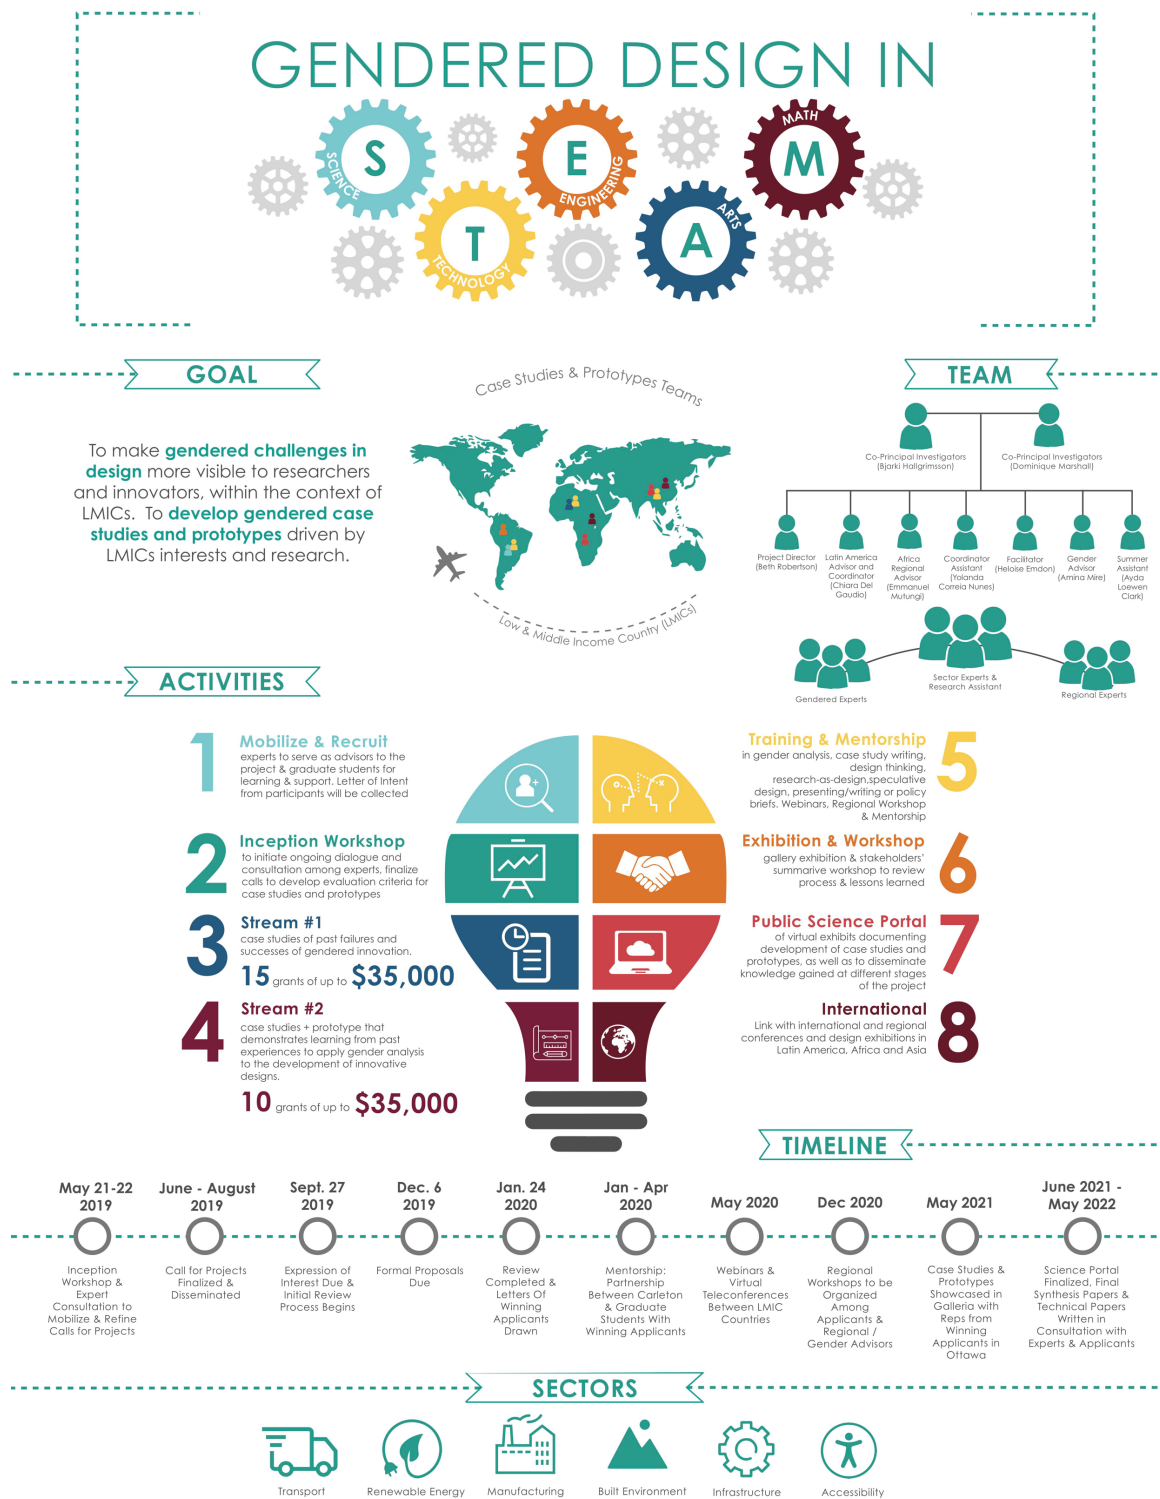 GENDERED DESIGN IN
S
SCIENCE
T
TECHNOLOGY
E
ENGINEERING
A
ARTS
M
MATH
GOAL
To make gendered challenges in
design more visible to researchers
and innovators, within the context of
LMICs. To develop gendered case
studies and prototypes driven by
LMICs interests and research.
Case Studies & Prototypes Teams
Low & Middle Income Country (LMICs)
TEAM
Co-Principal Investigators
(Bjarki Hallgrimsson)
Co-Principal Investigators
(Dominique Marshall)
Project Director
(Beth Robertson)
Latin America
Advisor and
Coordinator
(Chiara Del
Gaudio)
Africa
Regional
Advisor
(Emmanuel
Mutungi)
Coordinator
Assistant
(Yolanda
Correia Nunes)
Facilitator
(Heloise Emdon)
Gender
Advisor
(Amina Mire)
Summer
Assistant
(Ayda
Loewen
Clark)
Gendered Experts
Sector Experts &
Research Assistant
Regional Experts
ACTIVITIES
1
Mobilize & Recruit
experts to serve as advisors to the
project & graduate students for
learning & support. Letter of Intent
from participants will be collected
2
Inception Workshop
to initiate ongoing dialogue and
consultation among experts, finalize
calls to develop evaluation criteria for
case studies and prototypes
3
Stream #1
case studies of past failures and
successes of gendered innovation.
15 grants of up to $35,000
4
Stream #2
case studies + prototype that
demonstrates learning from past
experiences to apply gender analysis
to the development of innovative
designs.
10 grants of up to $35,000
Training & Mentorship
5
in gender analysis, case study writing,
design thinking,
research-as-design,speculative
design, presenting/writing or policy
briefs. Webinars, Regional Workshop
& Mentorship
Exhibition & Workshop
6
gallery exhibition & stakeholders'
summarive workshop to review
process & lessons learned
Public Science Portal
7
of virtual exhibits documenting
development of case studies and
prototypes, as well as to disseminate
knowledge gained at different stages
of the project
International
8
Link with international and regional
conferences and design exhibitions in
Latin America, Africa and Asia
TIMELINE
May 21-22
2019
Inception
Workshop &
Expert
Consultation to
Mobilize & Refine
Calls for Projects
June - August
2019
Call for Projects
Finalized &
Disseminated
Sept. 27
2019
Expression of
Interest Due &
Initial Review
Process Begins
Dec. 6
2019
Formal Proposals
Due
Jan. 24
2020
Review
Completed &
Letters Of
Winning
Applicants
Drawn
Jan - Apr
2020
Mentorship:
Partnership
Between Carleton
& Graduate
Students With
Winning Applicants
May 2020
Webinars &
Virtual
Teleconferences
Between LMIC
Countries
Dec 2020
Regional
Workshops to be
Organized
Among
Applicants &
Regional /
Gender Advisors
May 2021
Case Studies &
Prototypes
Showcased in
Galleria with
Reps from
Winning
Applicants in
Ottawa
June 2021 -
May 2022
Science Portal
Finalized, Final
Synthesis Papers &
Technical Papers
Written in
Consultation with
Experts & Applicants
SECTORS
Transport
Renewable Energy
Manufacturing
Built Environment
Infrastructure
Accessibility